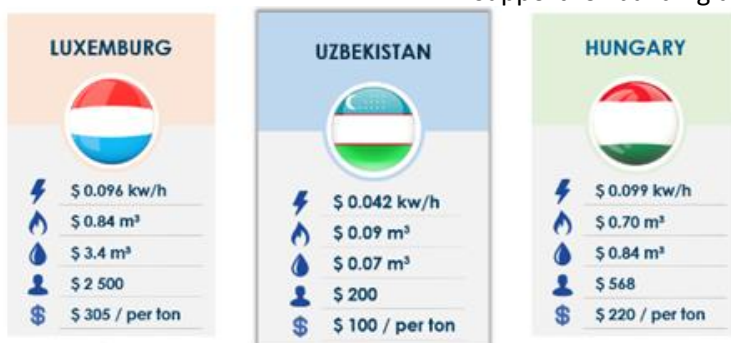 LUXEMBURG
$ 0.096 kw/h
$ 0.84 m³
$ 3.4 m³
$ 2 500
$ 305 / per ton
UZBEKISTAN
$ 0.042 kw/h
$ 0.09 m³
$ 0.07 m³
$ 200
$ 100 / per ton
HUNGARY
$ 0.099 kw/h
$ 0.70 m³
$ 0.84 m³
$ 568
$ 220 / per ton